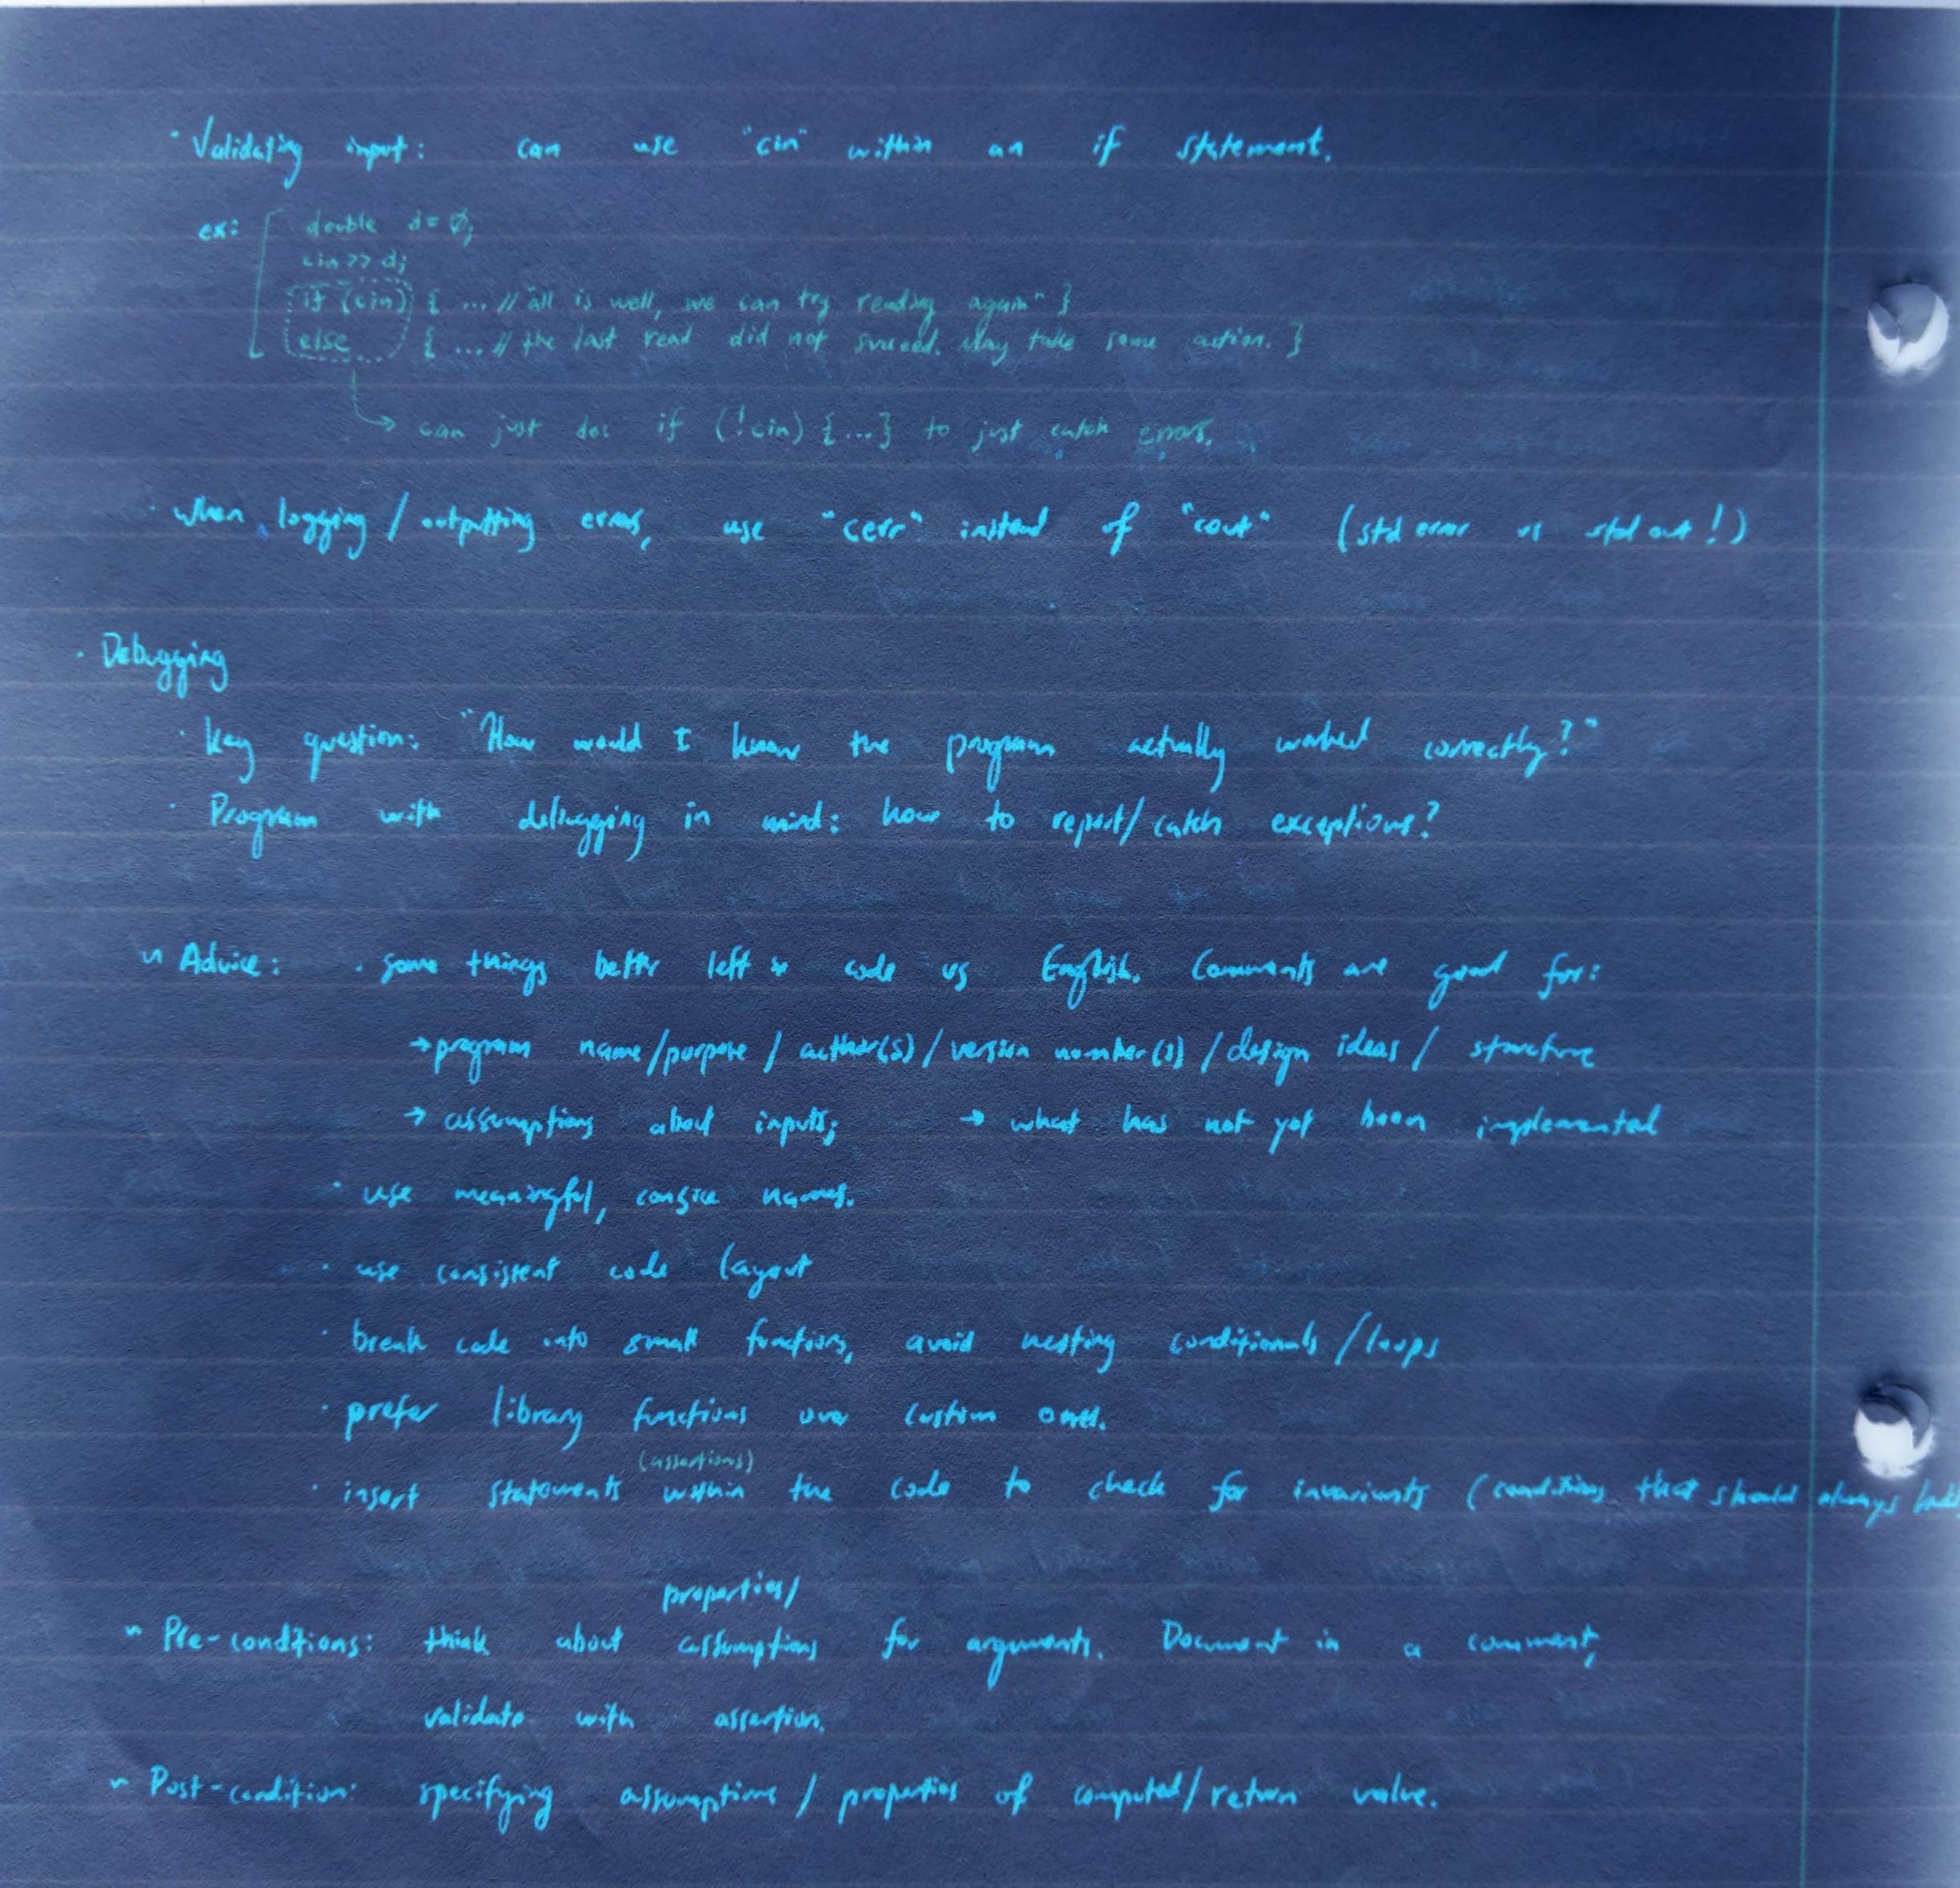 · Validating input: can use "cin" within an if statement.
ex: double d = Ø;
cin >> d;
if (cin) { ... // "all is well, we can try reading again" }
else { ... // the last read did not succeed. May take some action. }
can just do: if (!cin) {...} to just catch errors.
· when logging / outputting errors, use "cerr" instead of "cout" (std error vs std out!)
· Debugging
· Key question: "How would I know the program actually worked correctly?"
· Program with debugging in mind: how to report/catch exceptions?
~ Advice: · some things better left to code vs English. Comments are good for:
→ program name/purpose / author(s) / version number(s) / design ideas / structure
→ assumptions about inputs; → what has not yet been implemented
· use meaningful, consice names.
· use consistent code layout
· break code into small functions, avoid nesting conditionals / loops
· prefer library functions over custom ones.
(assertions)
· insert statements within the code to check for invariants (conditions that should always hold
properties/
~ Pre-conditions: think about assumptions for arguments. Document in a comment,
validate with assertion.
~ Post-condition: specifying assumptions / properties of computed/return value.